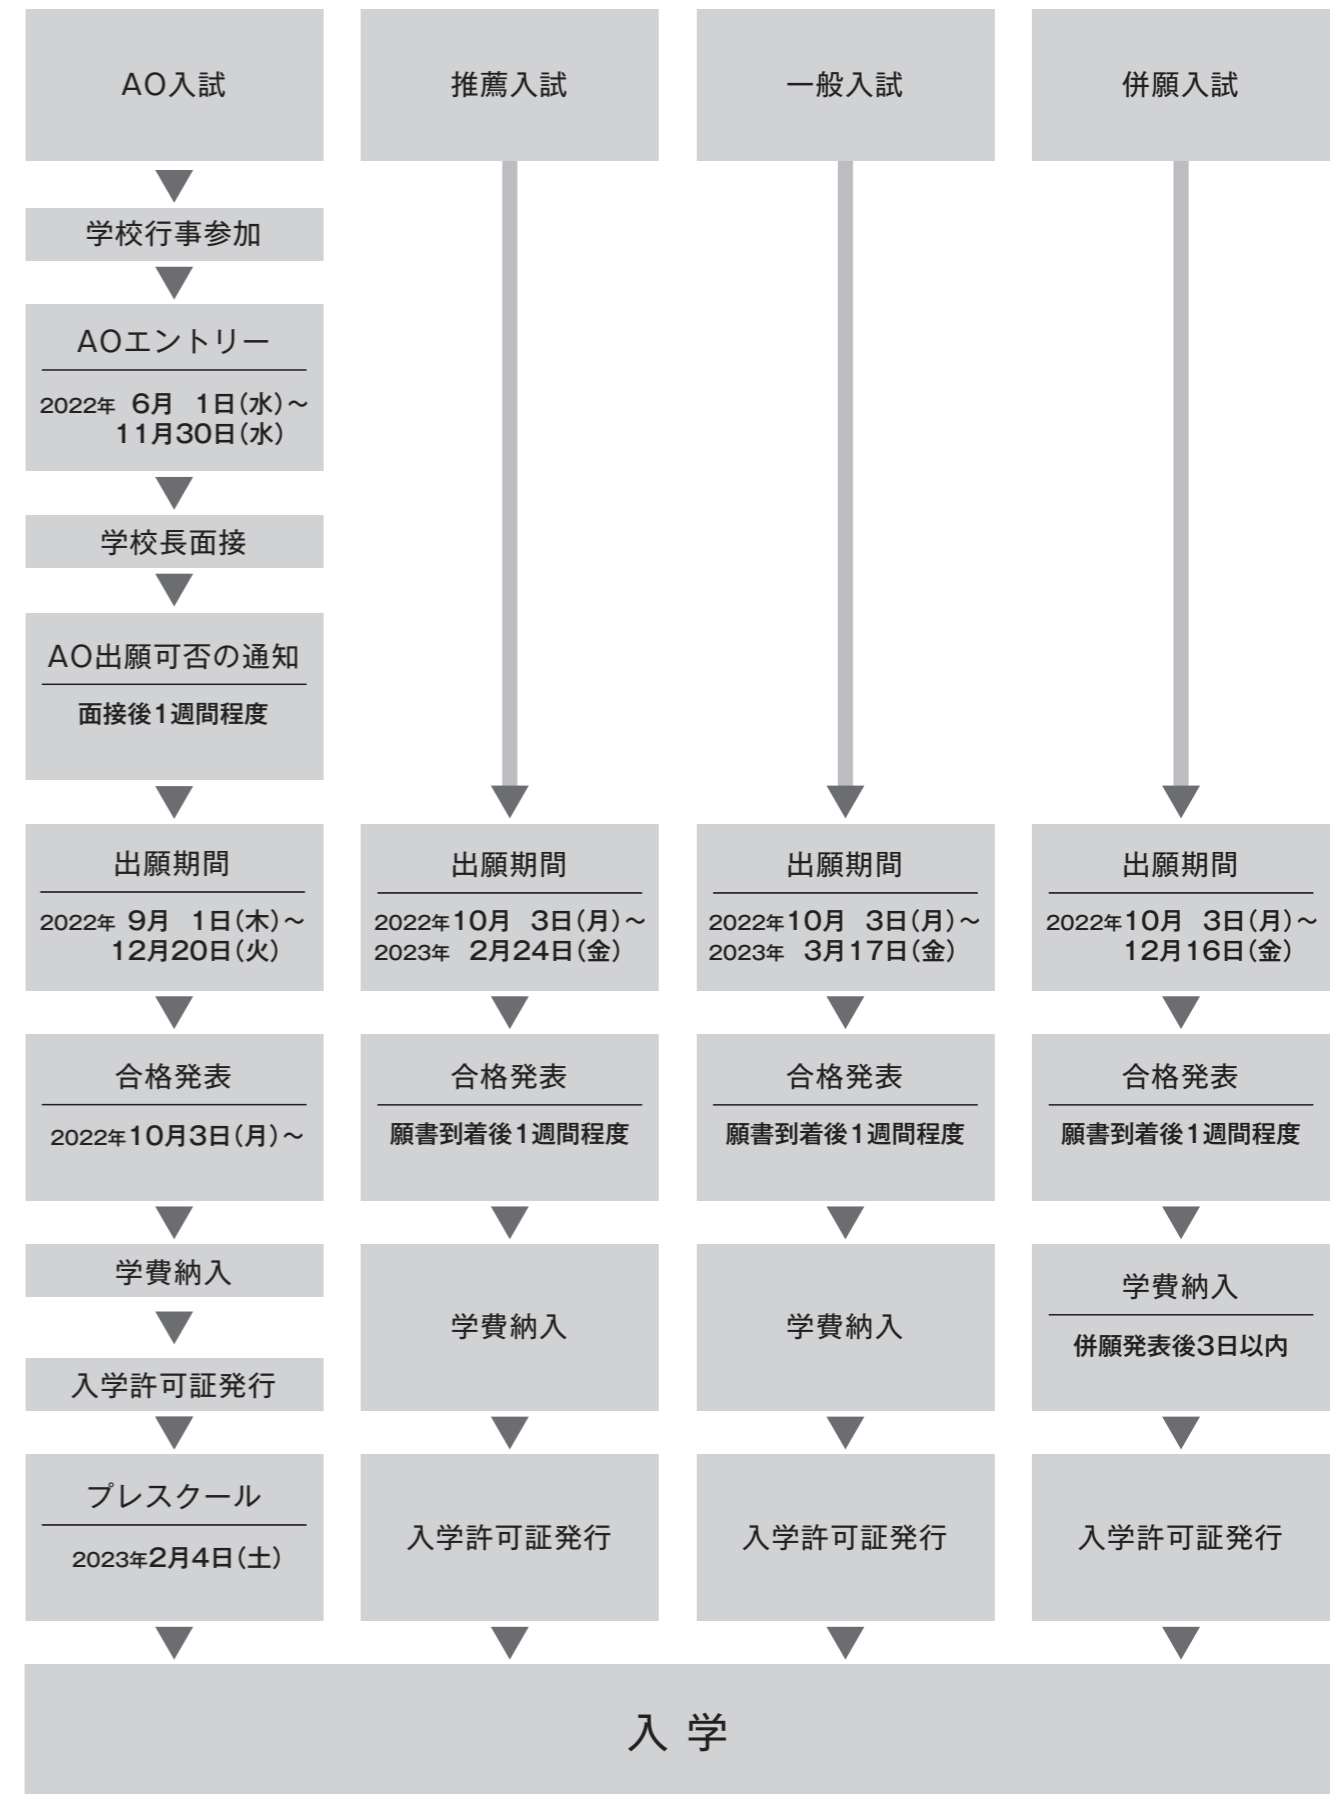 AO入試
学校行事参加
AOエントリー
2022年 6月 1日(水)～
11月30日(水)
学校長面接
AO出願可否の通知
面接後1週間程度
出願期間
2022年 9月 1日(木)～
12月20日(火)
合格発表
2022年10月3日(月)～
学費納入
入学許可証発行
プレスクール
2023年2月4日(土)
推薦入試
出願期間
2022年10月 3日(月)～
2023年 2月24日(金)
合格発表
願書到着後1週間程度
学費納入
入学許可証発行
一般入試
出願期間
2022年10月 3日(月)～
2023年 3月17日(金)
合格発表
願書到着後1週間程度
学費納入
入学許可証発行
併願入試
出願期間
2022年10月 3日(月)～
12月16日(金)
合格発表
願書到着後1週間程度
学費納入
併願発表後3日以内
入学許可証発行
入学